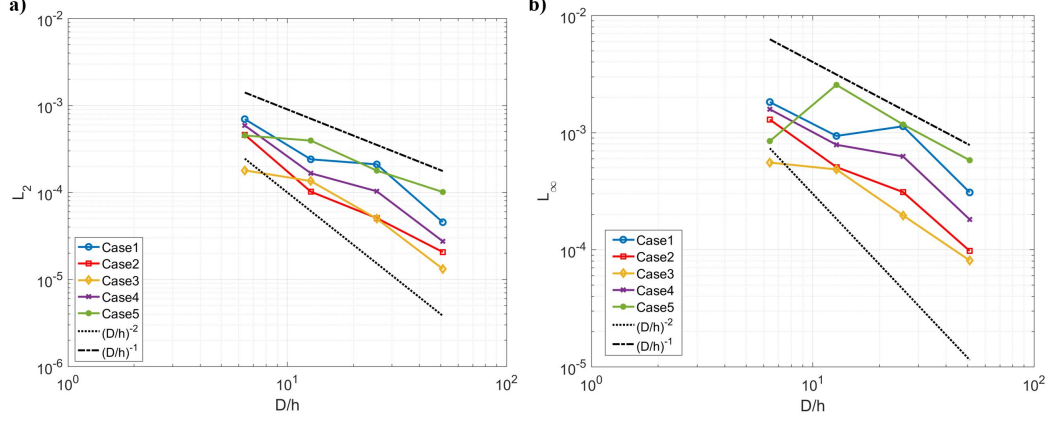 a)
10^-2
10^-3
10^-4
10^-5
10^-6
L_2
Case1
Case2
Case3
Case4
Case5
(D/h)^-2
(D/h)^-1
10^0
10^1
10^2
D/h
b)
10^-2
10^-3
10^-4
10^-5
L_∞
Case1
Case2
Case3
Case4
Case5
(D/h)^-2
(D/h)^-1
10^0
10^1
10^2
D/h